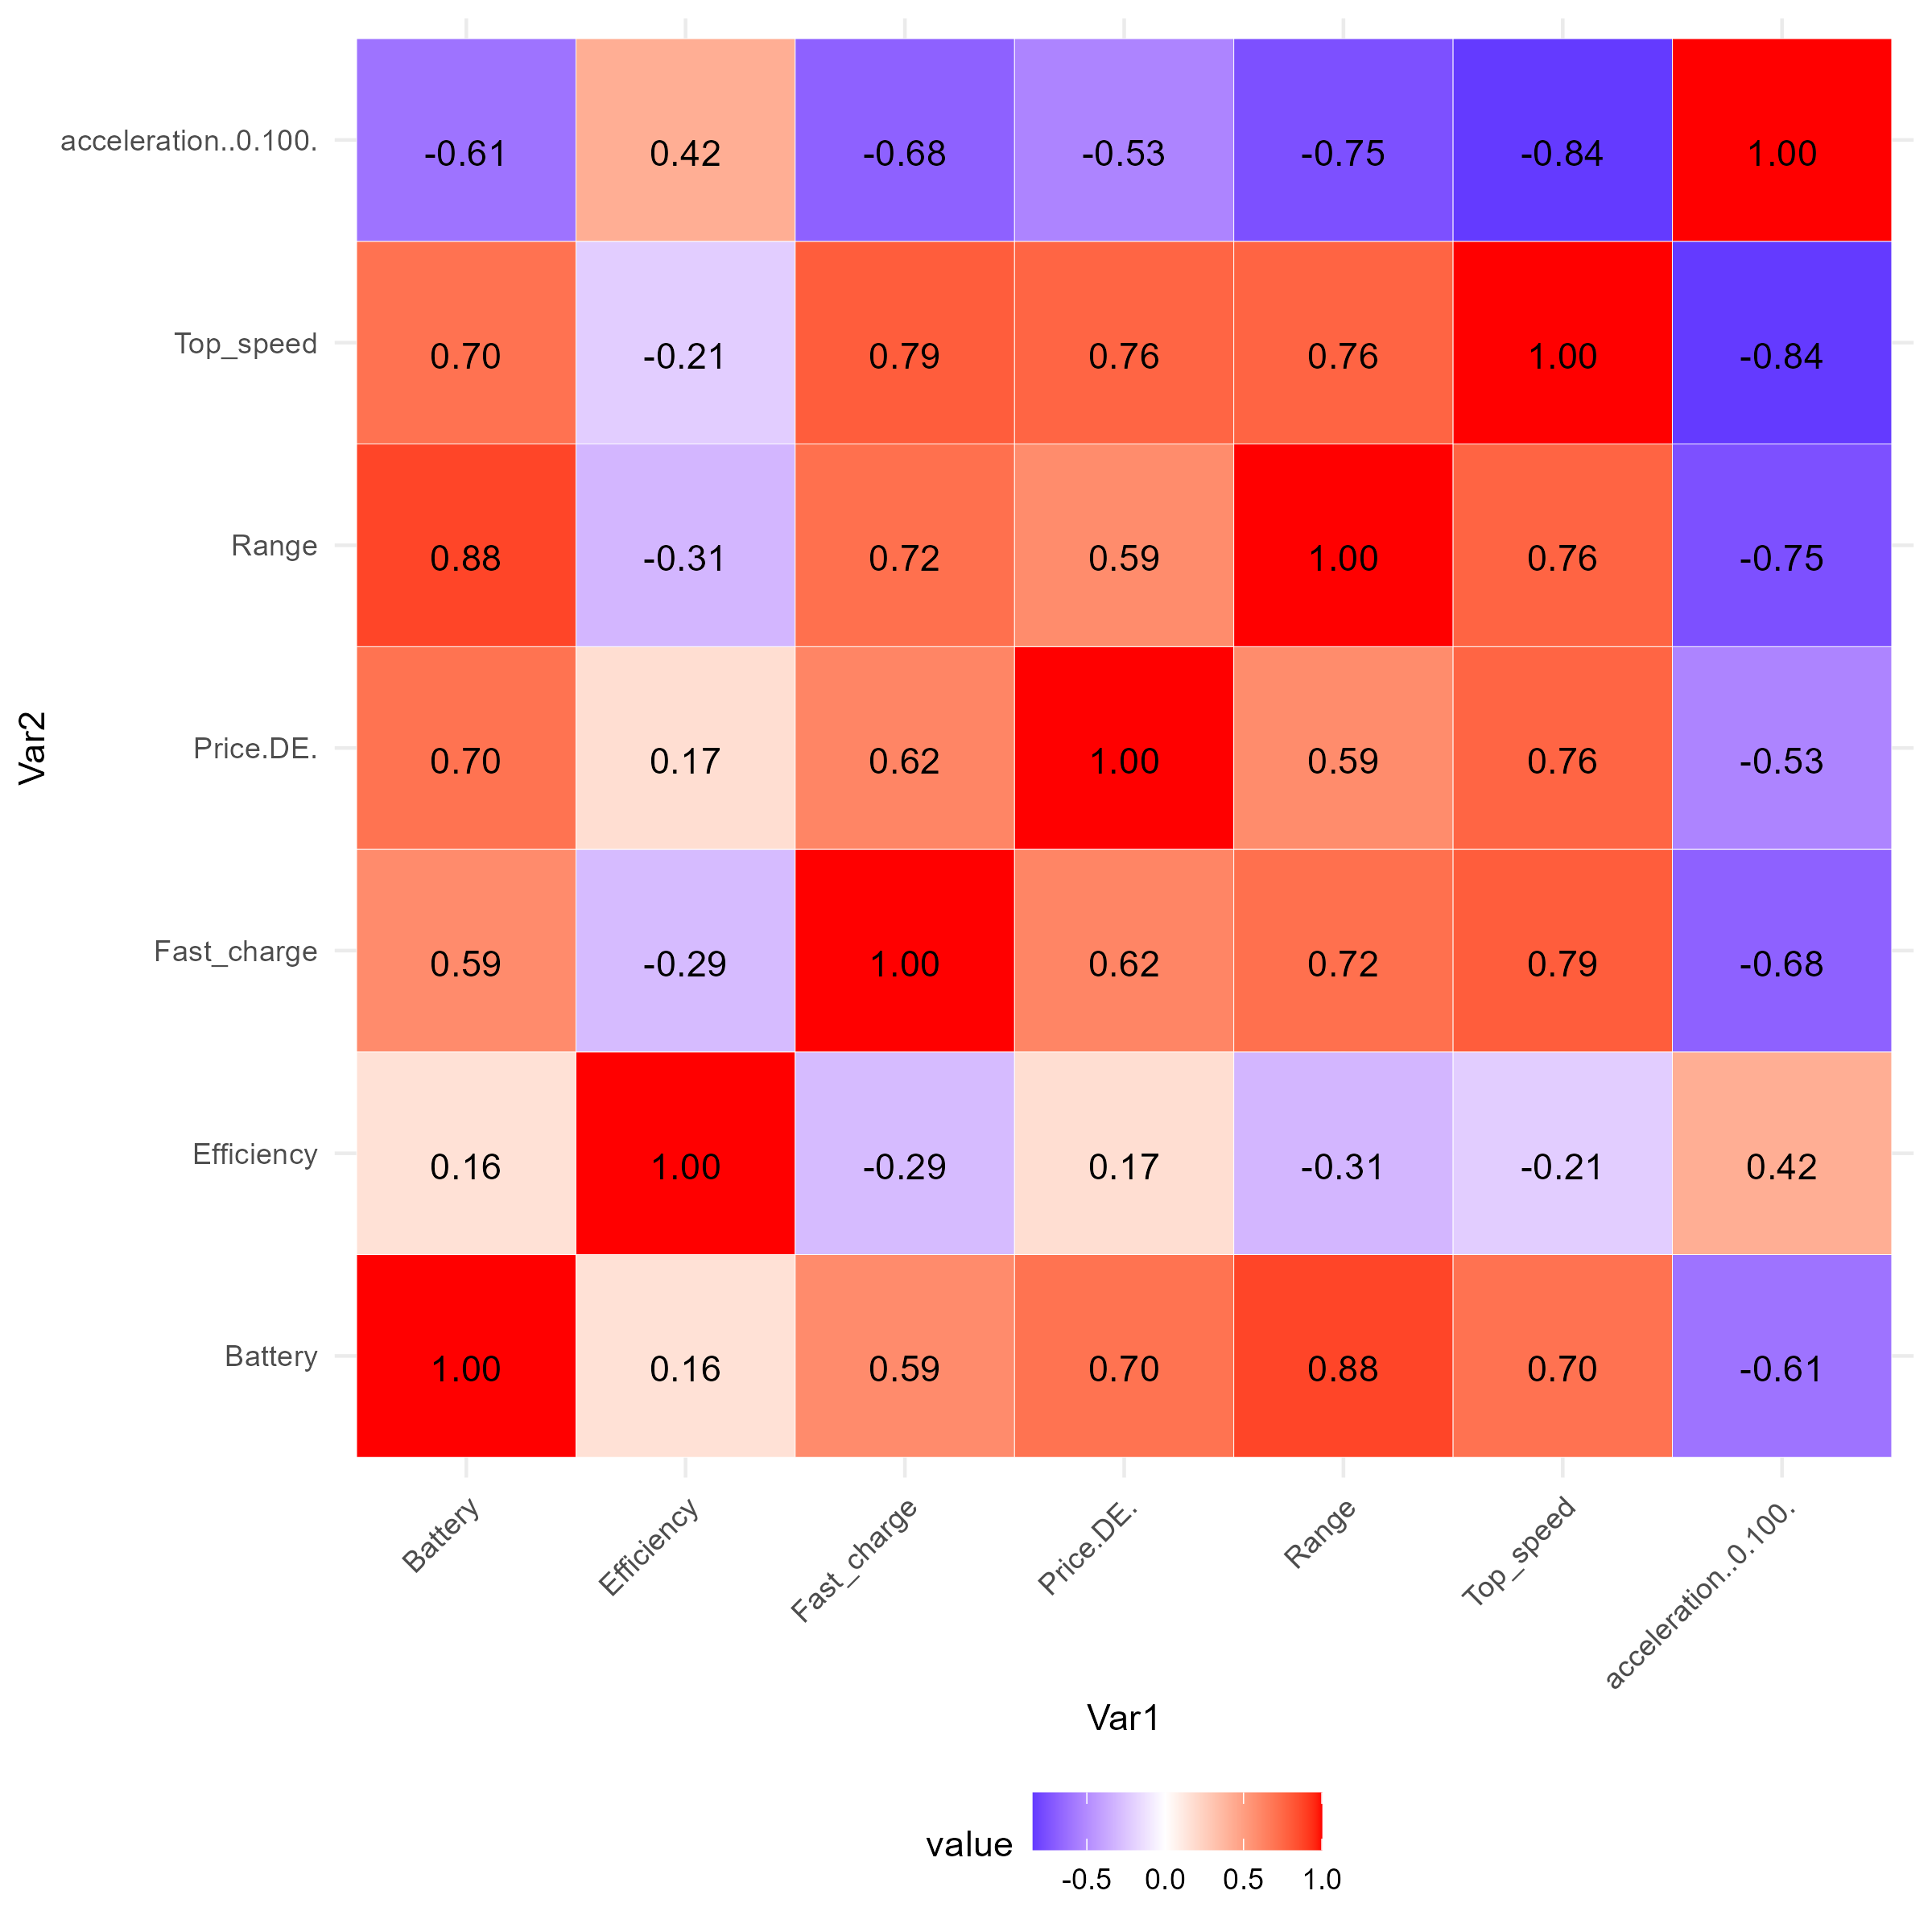 acceleration..0.100. -0.61 0.42 -0.68 -0.53 -0.75 -0.84 1.00
Top_speed 0.70 -0.21 0.79 0.76 0.76 1.00 -0.84
Range 0.88 -0.31 0.72 0.59 1.00 0.76 -0.75
Var2
Price.DE. 0.70 0.17 0.62 1.00 0.59 0.76 -0.53
Fast_charge 0.59 -0.29 1.00 0.62 0.72 0.79 -0.68
Efficiency 0.16 1.00 -0.29 0.17 -0.31 -0.21 0.42
Battery 1.00 0.16 0.59 0.70 0.88 0.70 -0.61
Battery Efficiency Fast_charge Price.DE. Range Top_speed acceleration..0.100.
Var1
value
-0.5 0.0 0.5 1.0